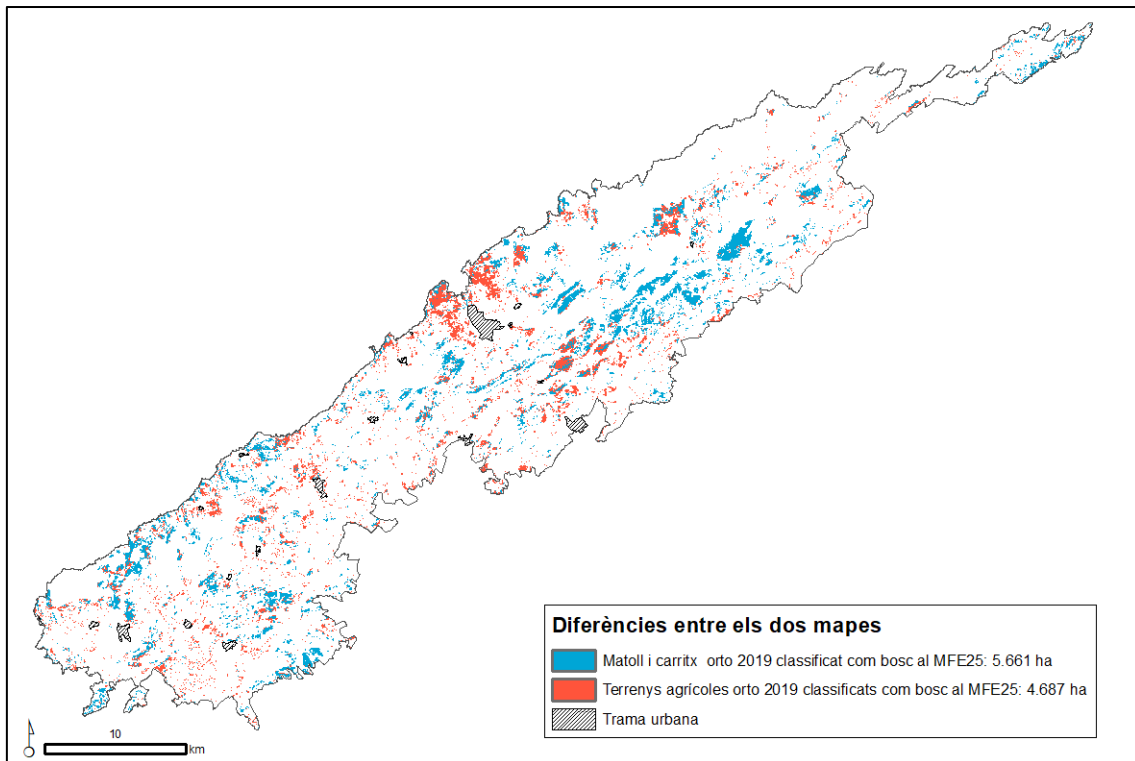 Diferències entre els dos mapes
Matoll i carritx orto 2019 classificat com bosc al MFE25: 5.661 ha
Terrenys agrícoles orto 2019 classificats com bosc al MFE25: 4.687 ha
Trama urbana
10
km